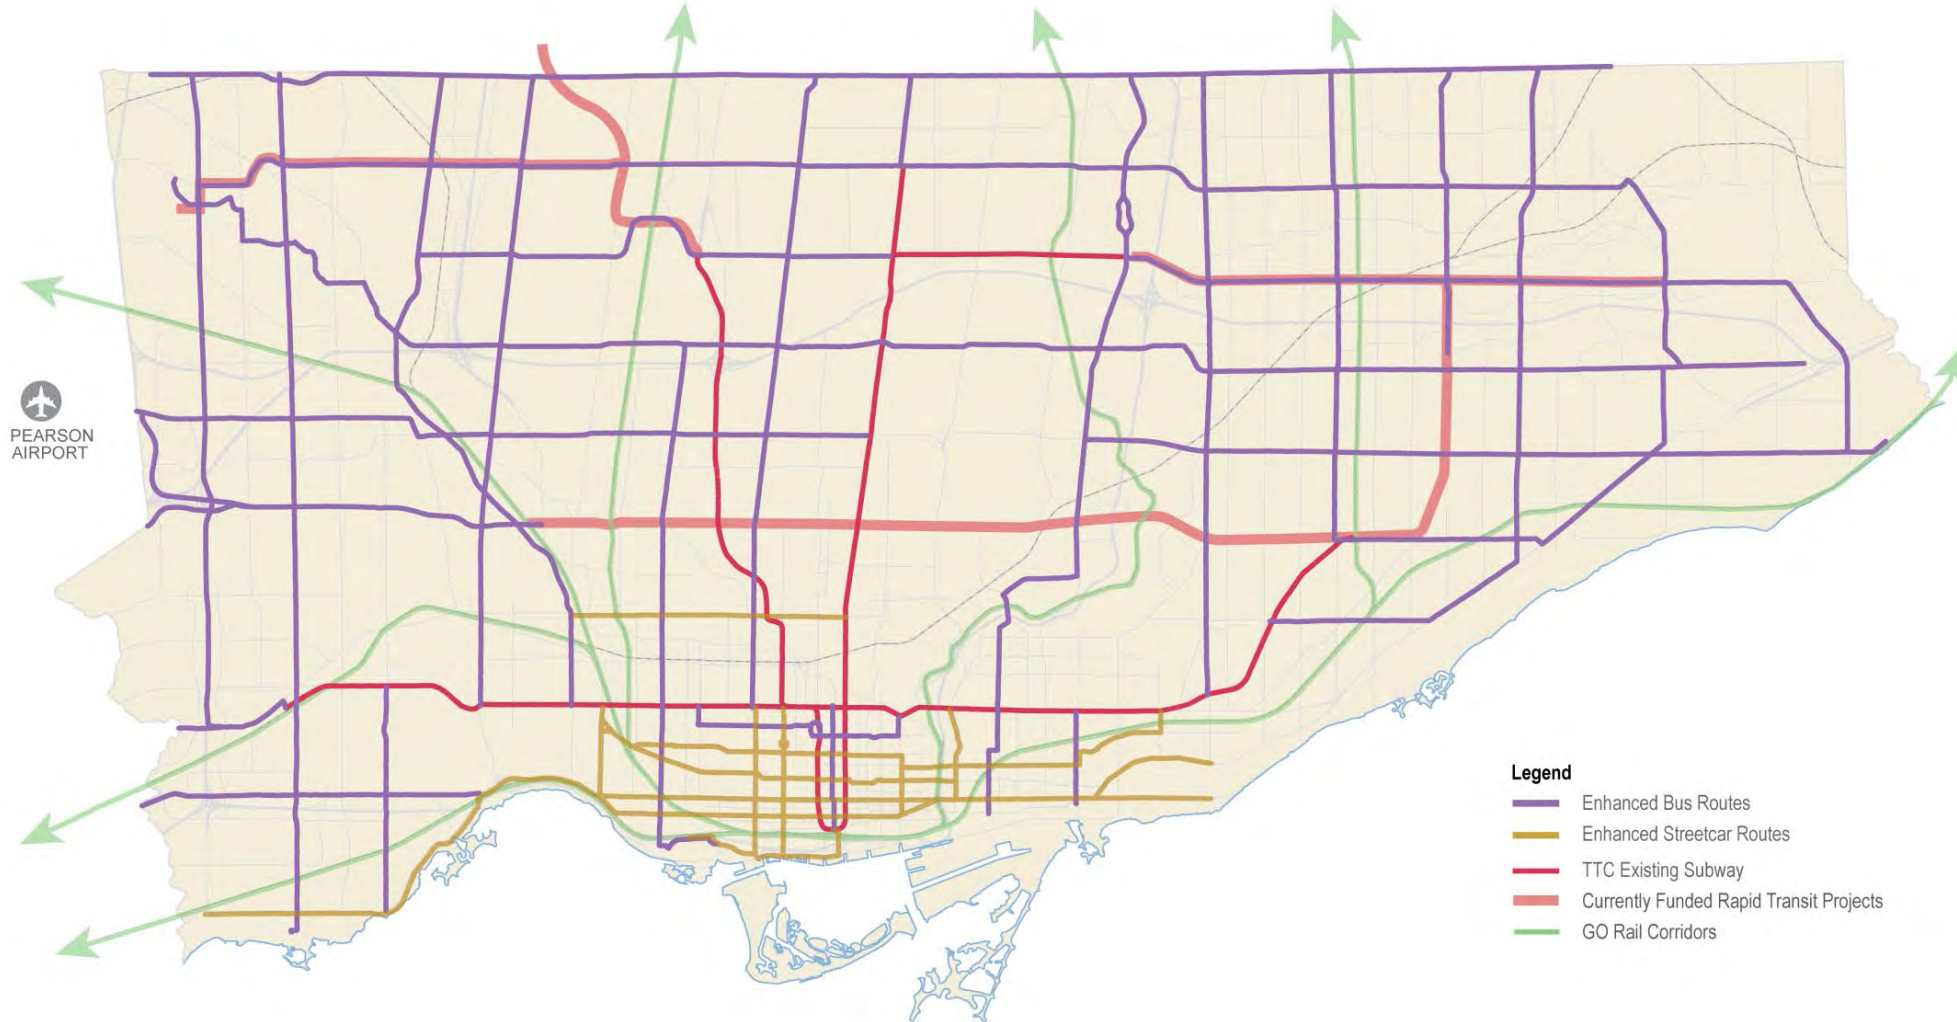 PEARSON
AIRPORT
Legend
Enhanced Bus Routes
Enhanced Streetcar Routes
TTC Existing Subway
Currently Funded Rapid Transit Projects
GO Rail Corridors